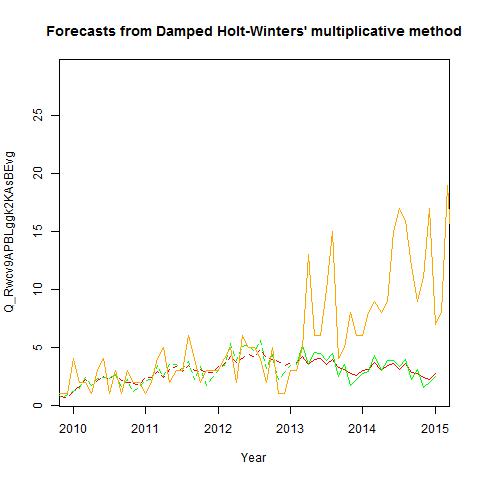 Forecasts from Damped Holt-Winters' multiplicative method
25
20
15
10
5
0
Q_Rwcv9APBLggk2KAsBEvg
2010 2011 2012 2013 2014 2015
Year